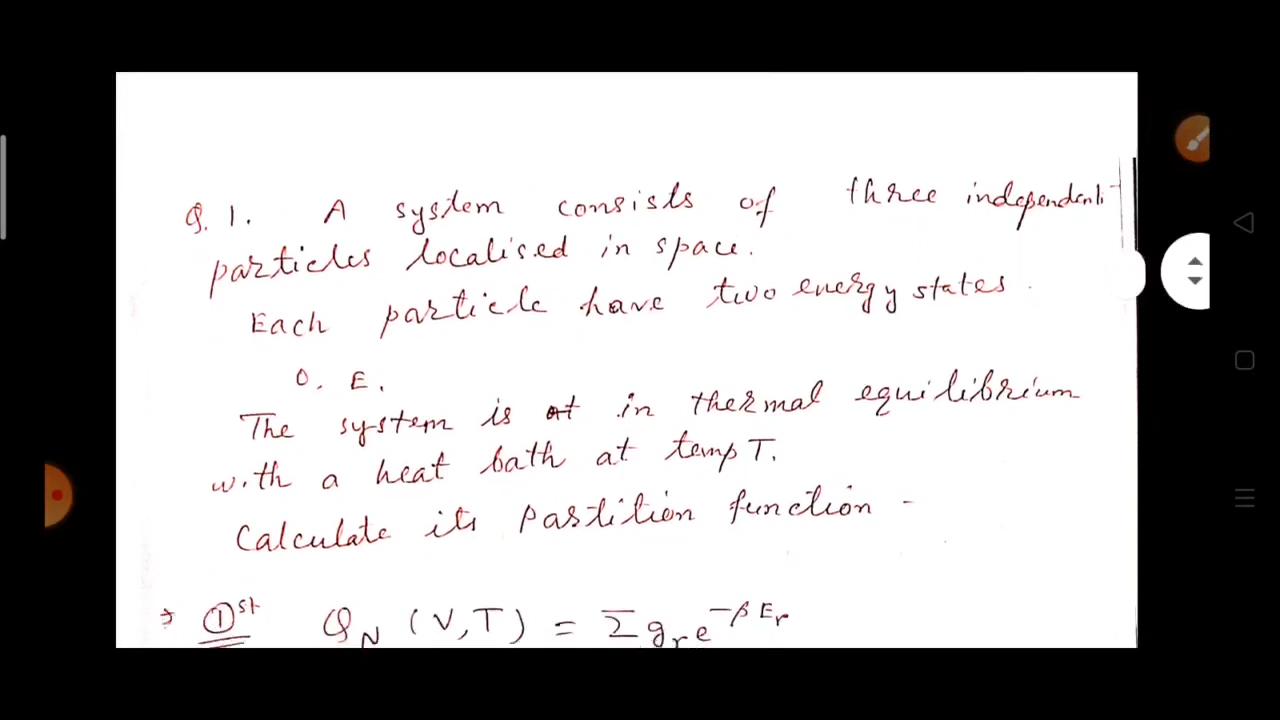 Q. 1. A system consists of three independent
particles localised in space.
Each particle have two energy states.
0, E.
The system is at in thermal equilibrium
with a heat bath at temp T.
Calculate its partition function -
→ 1st Q_N (V,T) = Σ g_r e^{-β E_r}